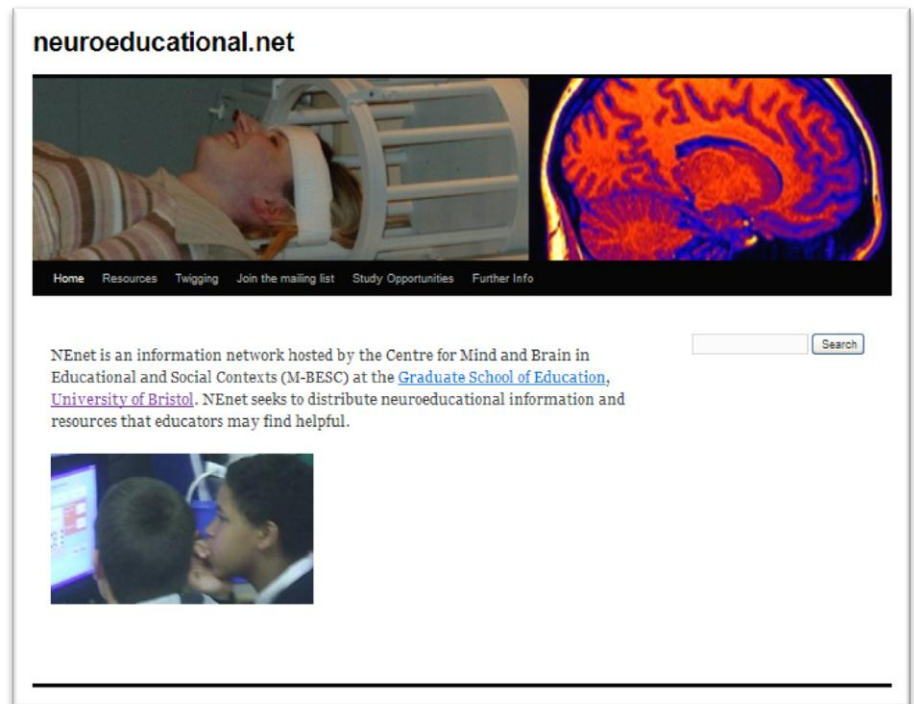 neuroeducational.net
Home Resources Twigging Join the mailing list Study Opportunities Further Info
Search
NEnet is an information network hosted by the Centre for Mind and Brain in
Educational and Social Contexts (M-BESC) at the Graduate School of Education,
University of Bristol. NEnet seeks to distribute neuroeducational information and
resources that educators may find helpful.